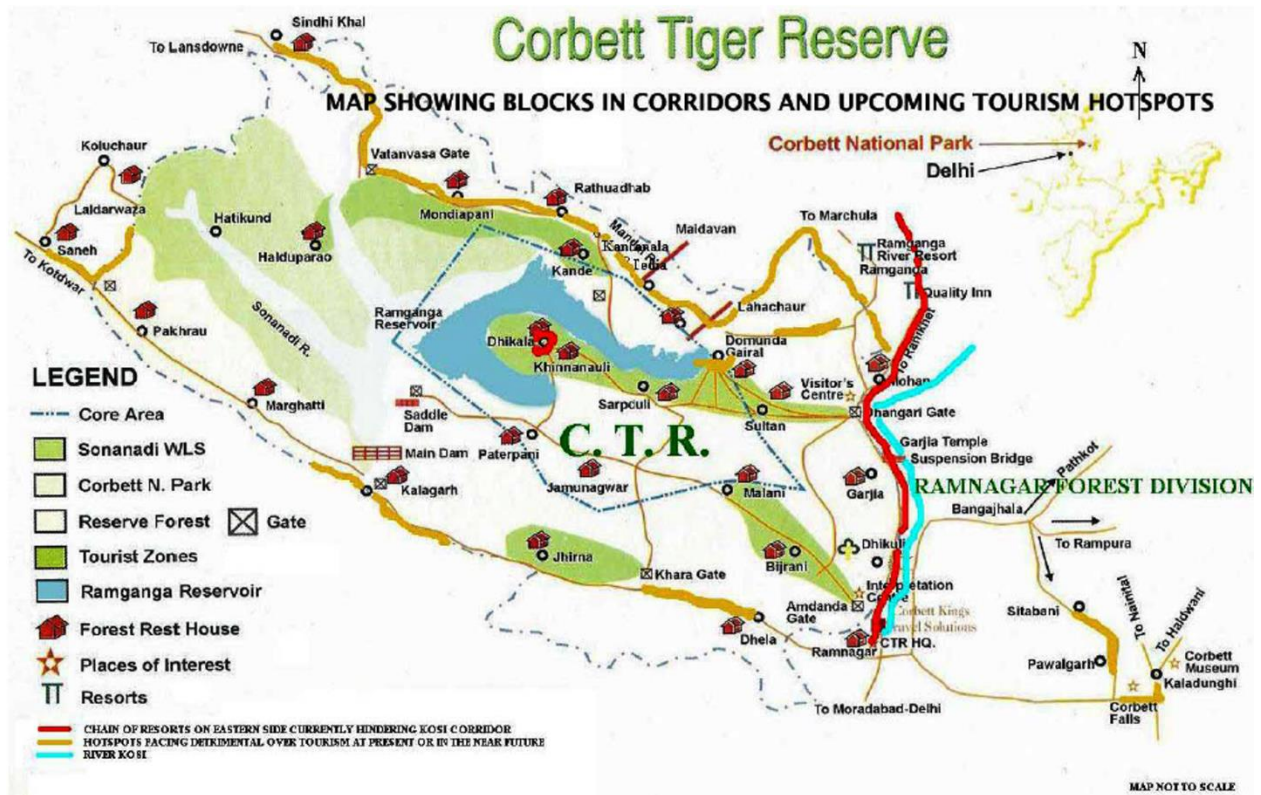 Corbett Tiger Reserve
MAP SHOWING BLOCKS IN CORRIDORS AND UPCOMING TOURISM HOTSPOTS
N
Sindhi Khal
To Lansdowne
Corbett National Park
Delhi
Koluchaur
Vatanvasa Gate
Rathuadhab
Laldarwaza
Mondiapani
Hatikund
Saneh
Halduparao
To Kotdwar
Maidavan
To Marchula
Kande
Ramganga
River Resort
Ramganga
Quality Inn
Lahachaur
Sonanadi R.
Ramganga
Reservoir
Pakhrau
Dhikala
Khinnanauli
Domunda
Gairal
To Ranikhet
Mohan
Visitor's
Centre
Sarpduli
Sultan
Dhangari Gate
LEGEND
Core Area
Sonanadi WLS
Corbett N. Park
Reserve Forest
Gate
Tourist Zones
Ramganga Reservoir
Forest Rest House
Places of Interest
Resorts
Marghatti
Saddle
Dam
C. T. R.
Main Dam
Paterpani
Kalagarh
Jamunagwar
Malani
Garjia Temple
Suspension Bridge
Garjia
RAMNAGAR FOREST DIVISION
Pathkot
Bangajhala
To Rampura
Jhirna
Khara Gate
Bijrani
Dhikuli
Interpretation
Centre
Amdanda
Gate
Corbett Kings
Travel Solutions
Dhela
Ramnagar
CTR HQ.
Sitabani
To Nainital
To Haldwani
Pawalgarh
Corbett
Museum
Kaladunghi
Corbett
Falls
To Moradabad-Delhi
CHAIN OF RESORTS ON EASTERN SIDE CURRENTLY HINDERING KOSI CORRIDOR
HOTSPOTS FACING DETRIMENTAL OVER TOURISM AT PRESENT OR IN THE NEAR FUTURE
RIVER KOSI
MAP NOT TO SCALE